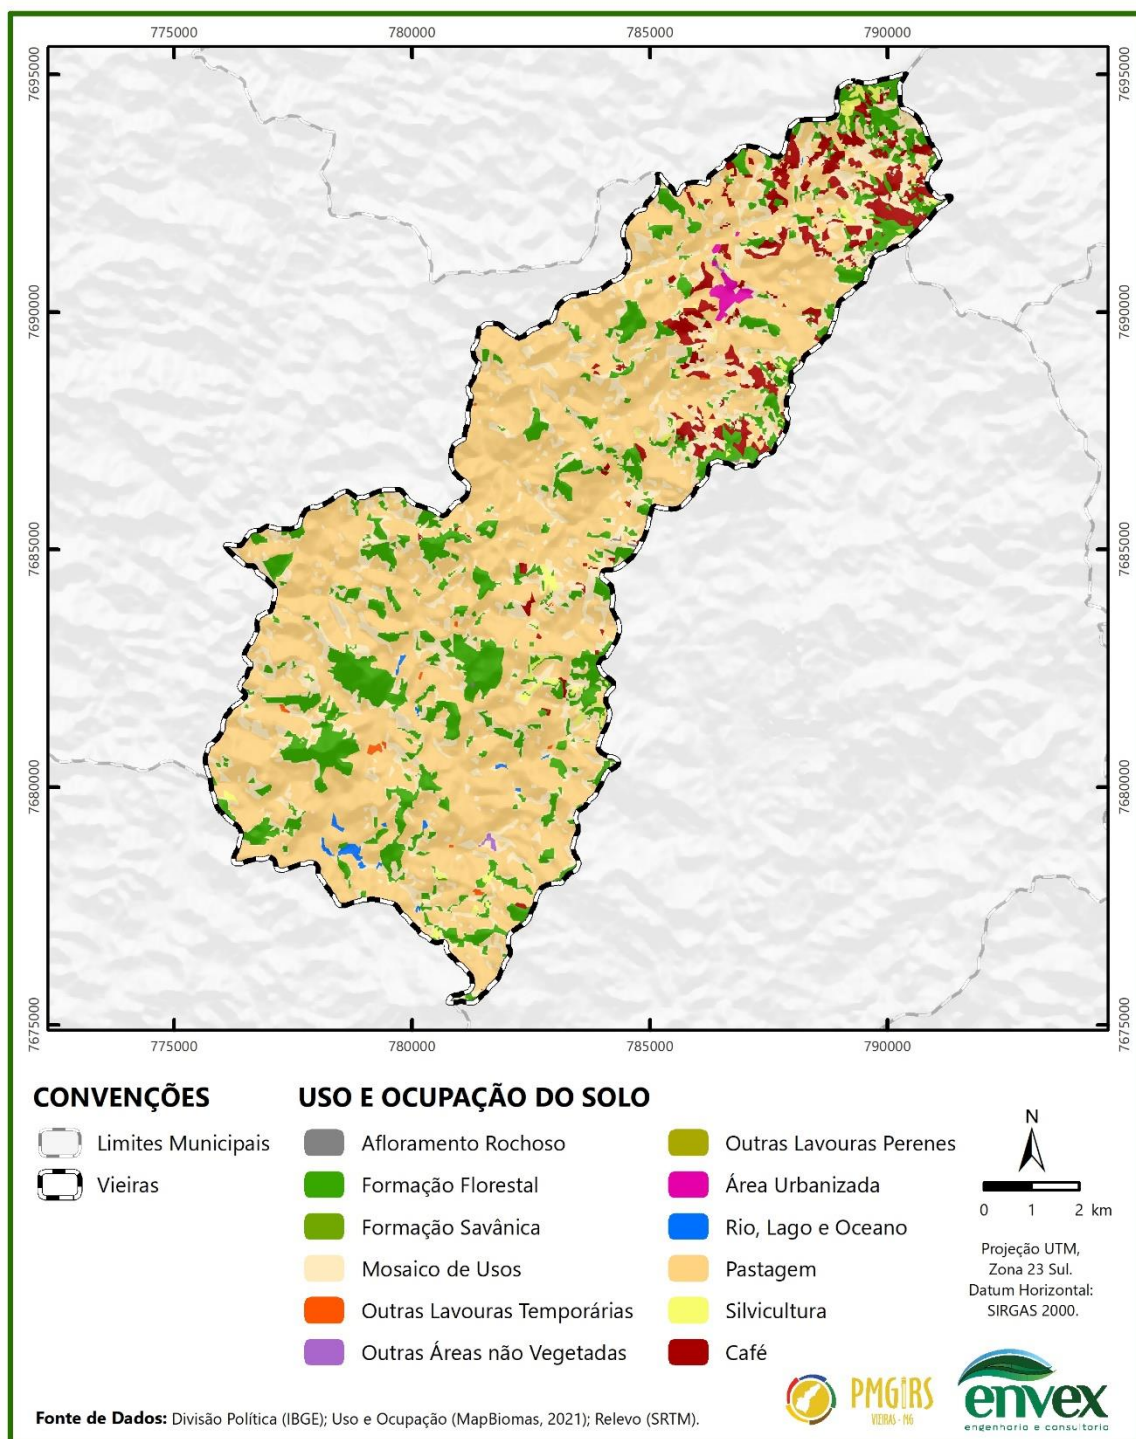 775000 780000 785000 790000
7695000 7695000
7690000 7690000
7685000 7685000
7680000 7680000
7675000 7675000
775000 780000 785000 790000
CONVENÇÕES
Limites Municipais
Vieiras
USO E OCUPAÇÃO DO SOLO
Afloramento Rochoso
Formação Florestal
Formação Savânica
Mosaico de Usos
Outras Lavouras Temporárias
Outras Áreas não Vegetadas
Outras Lavouras Perenes
Área Urbanizada
Rio, Lago e Oceano
Pastagem
Silvicultura
Café
N
0 1 2 km
Projeção UTM,
Zona 23 Sul.
Datum Horizontal:
SIRGAS 2000.
PMGIRS
VIEIRAS - MG
envex
engenharia e consultoria
Fonte de Dados: Divisão Política (IBGE); Uso e Ocupação (MapBiomas, 2021); Relevo (SRTM).